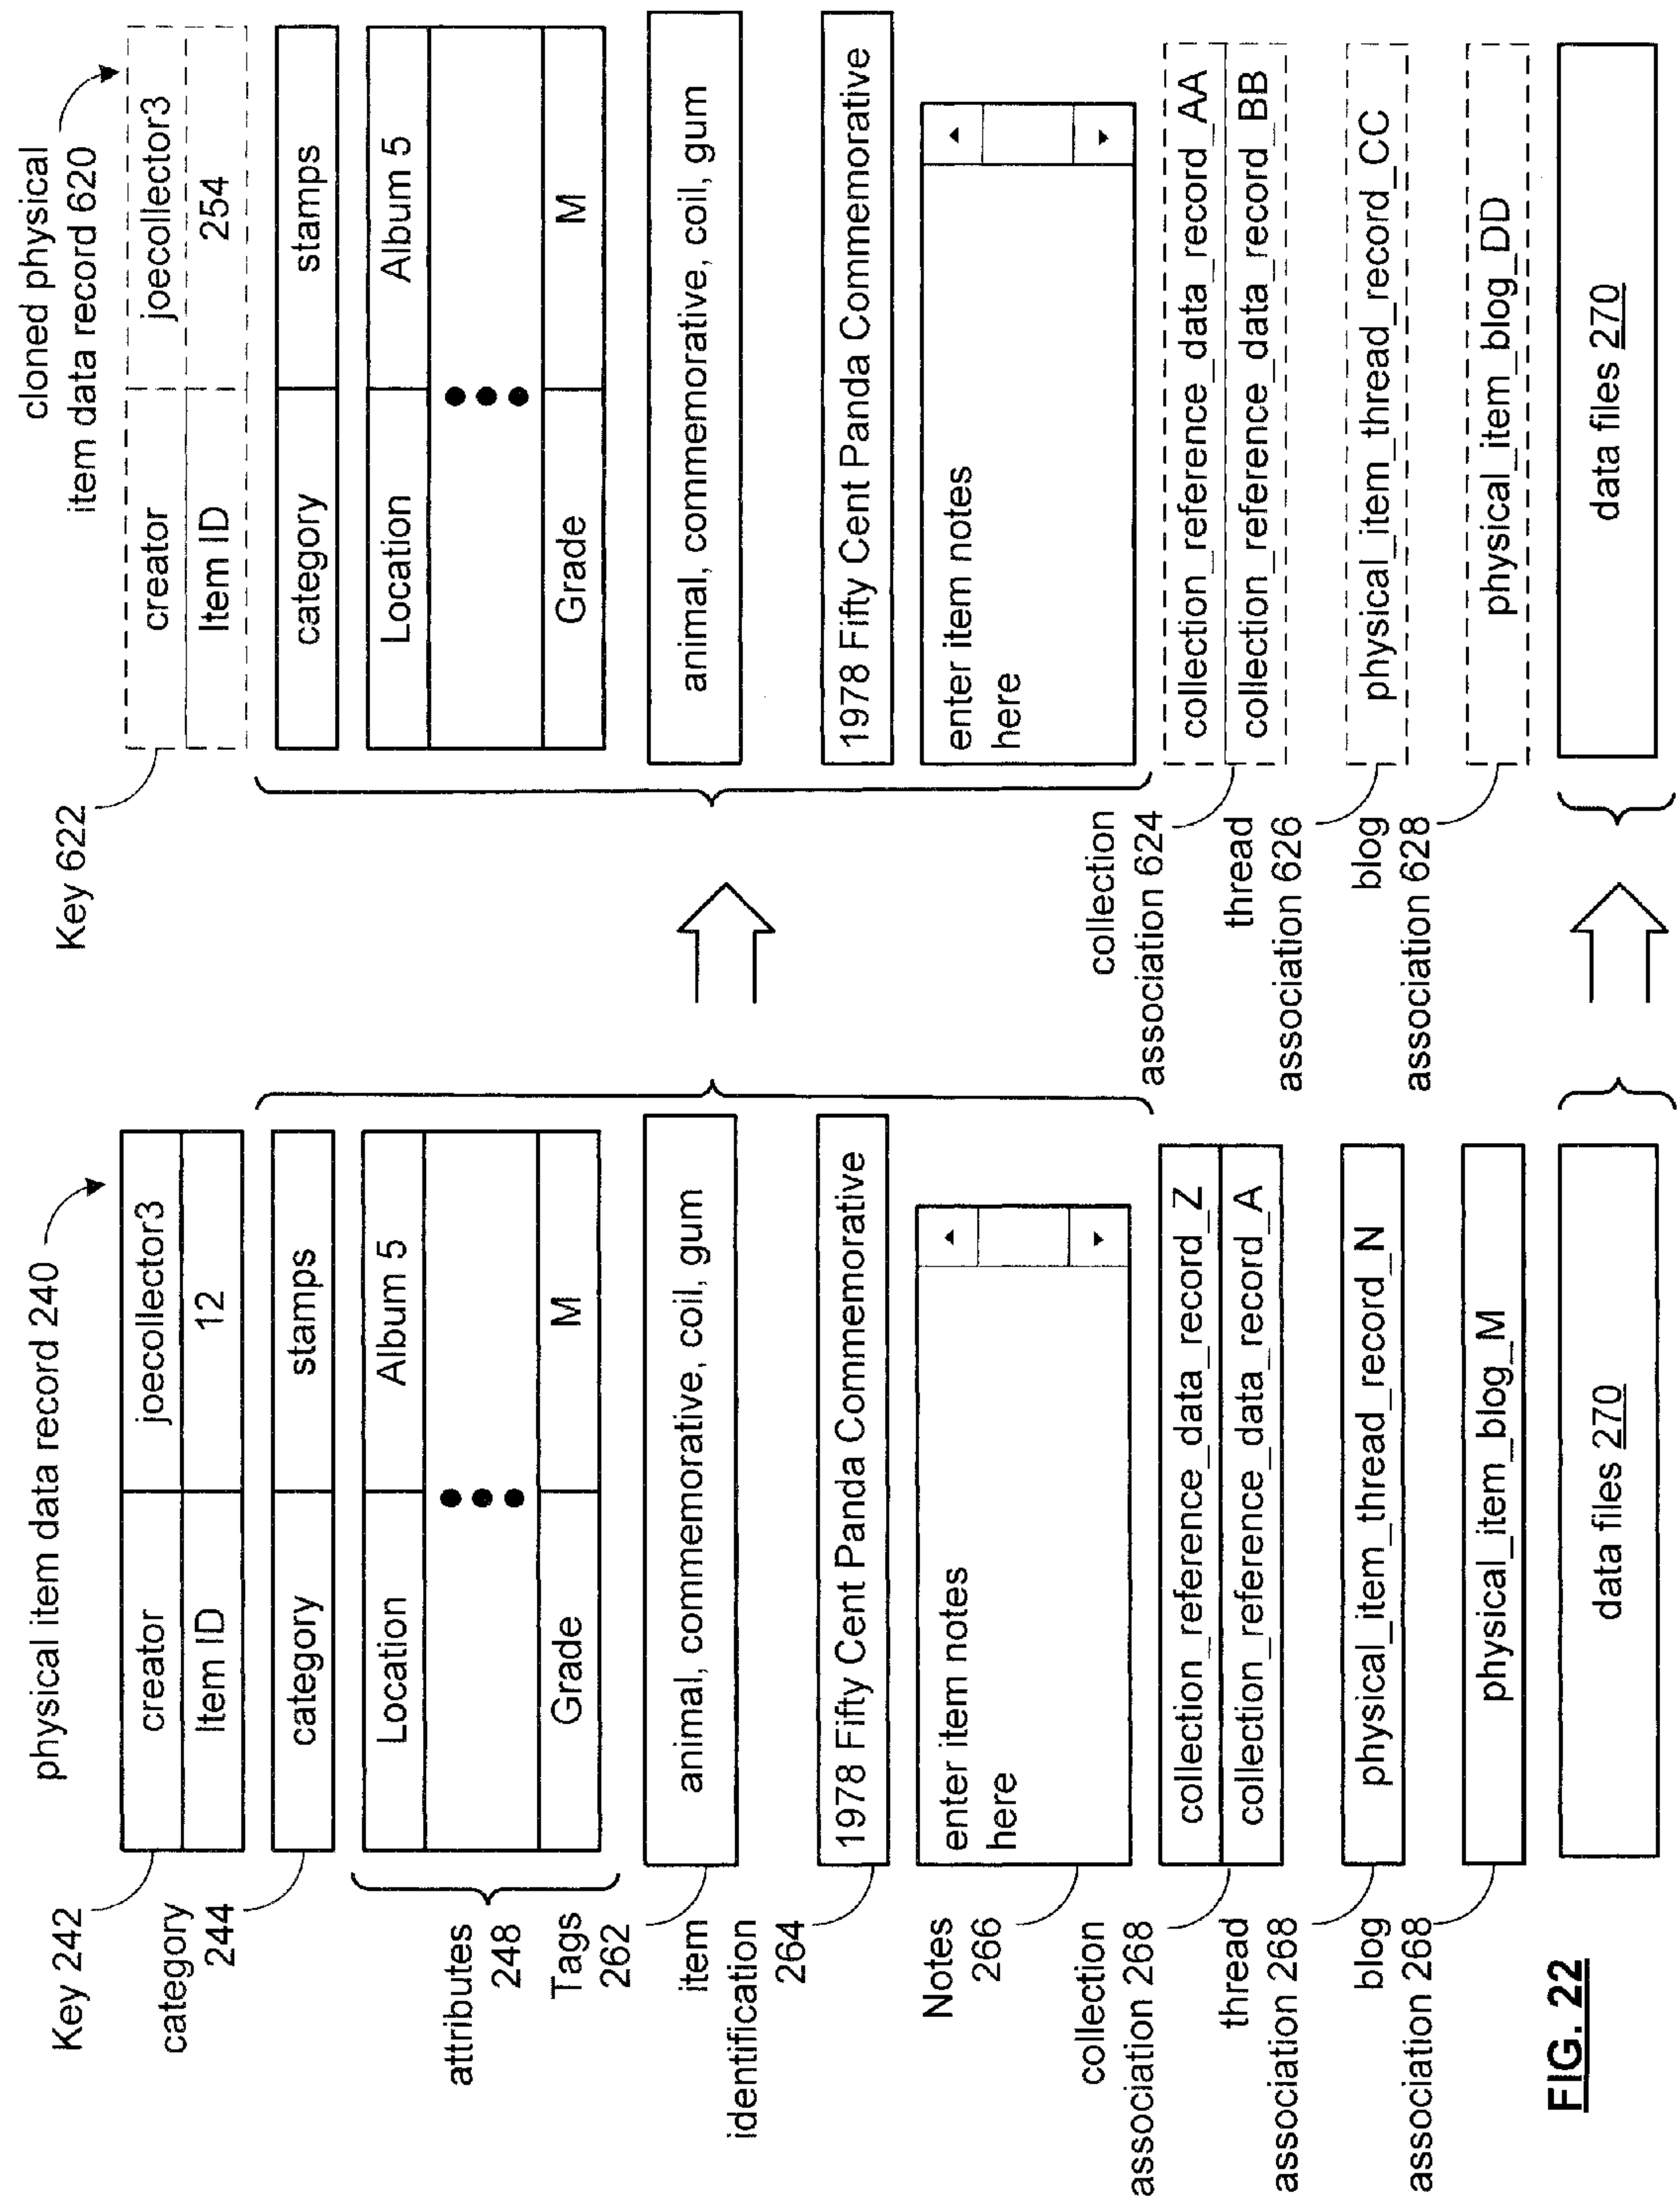 physical item data record 240
Key 242
creator
joecollector3
Item ID
12
category
244
category
stamps
attributes
248
Location
Album 5
Grade
M
Tags
262
animal, commemorative, coil, gum
item
identification
264
1978 Fifty Cent Panda Commemorative
Notes
266
enter item notes
here
collection
association 268
collection_reference_data_record_Z
collection_reference_data_record_A
thread
association 268
physical_item_thread_record_N
blog
association 268
physical_item_blog_M
data files 270
cloned physical
item data record 620
Key 622
creator
joecollector3
Item ID
254
category
stamps
Location
Album 5
Grade
M
animal, commemorative, coil, gum
1978 Fifty Cent Panda Commemorative
enter item notes
here
collection
association 624
collection_reference_data_record_AA
collection_reference_data_record_BB
thread
association 626
physical_item_thread_record_CC
blog
association 628
physical_item_blog_DD
data files 270
FIG. 22